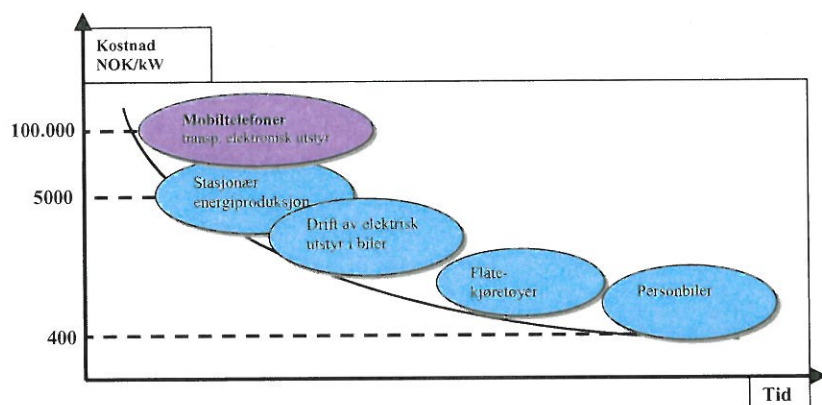 Kostnad
NOK/kW
100.000
Mobiltelefoner
transp. elektronisk utstyr
5000
Stasjonær
energiproduksjon
Drift av elektrisk
utstyr i biler
Flåte-
kjøretøyer
Personbiler
400
Tid